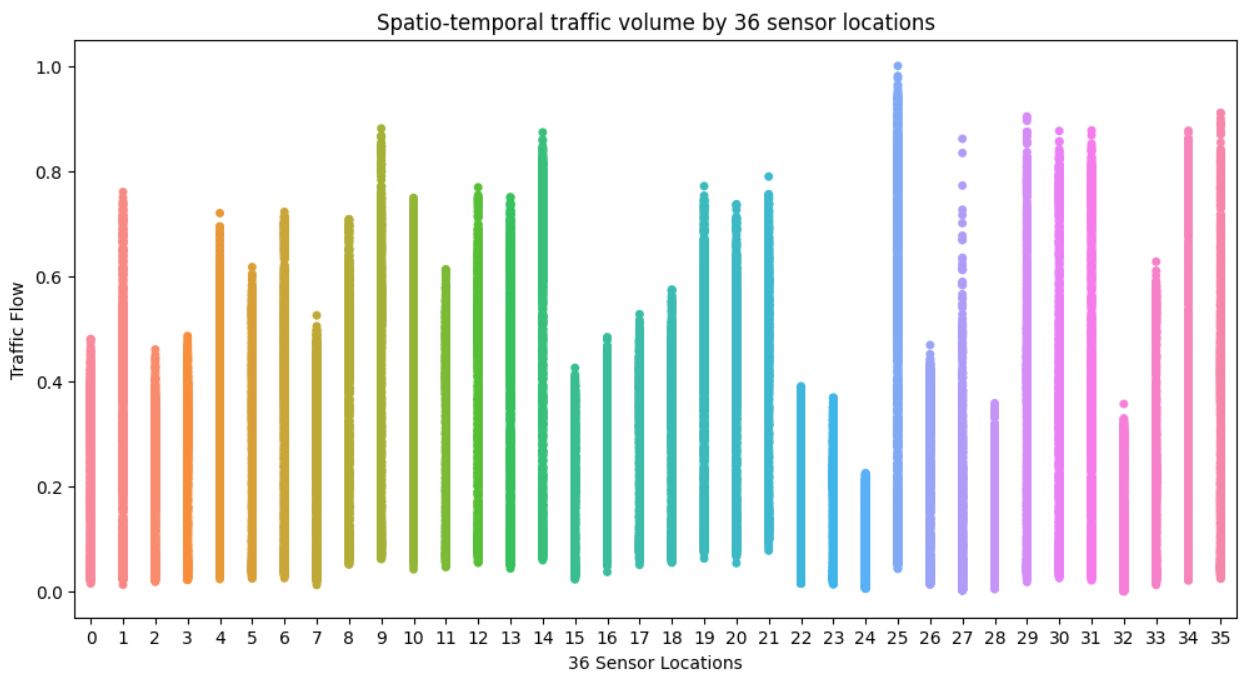 Spatio-temporal traffic volume by 36 sensor locations
Traffic Flow
1.0
0.8
0.6
0.4
0.2
0.0
0 1 2 3 4 5 6 7 8 9 10 11 12 13 14 15 16 17 18 19 20 21 22 23 24 25 26 27 28 29 30 31 32 33 34 35
36 Sensor Locations